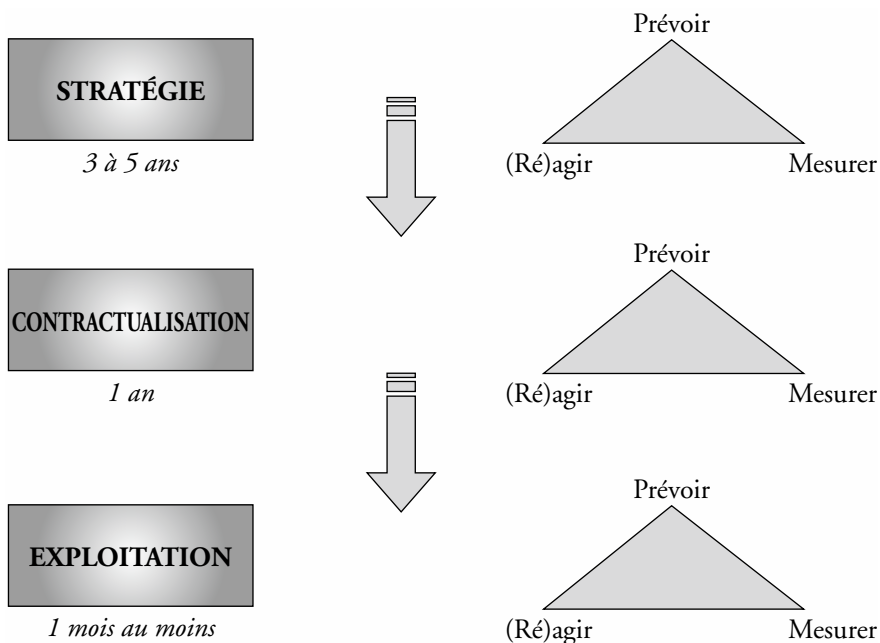 Prévoir
STRATÉGIE
3 à 5 ans
(Ré)agir
Mesurer
Prévoir
CONTRACTUALISATION
1 an
(Ré)agir
Mesurer
Prévoir
EXPLOITATION
1 mois au moins
(Ré)agir
Mesurer